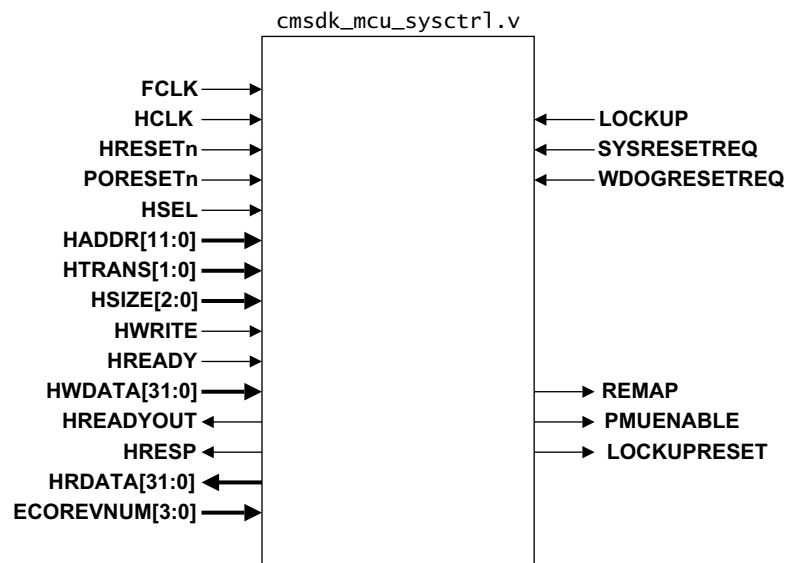 cmsdk_mcu_sysctrl.v
FCLK
HCLK
LOCKUP
HRESETn
SYSRESETREQ
PORESETn
WDOGRESETREQ
HSEL
HADDR[11:0]
HTRANS[1:0]
HSIZE[2:0]
HWRITE
HREADY
HWDATA[31:0]
REMAP
HREADYOUT
PMUENABLE
HRESP
LOCKUPRESET
HRDATA[31:0]
ECOREVNUM[3:0]